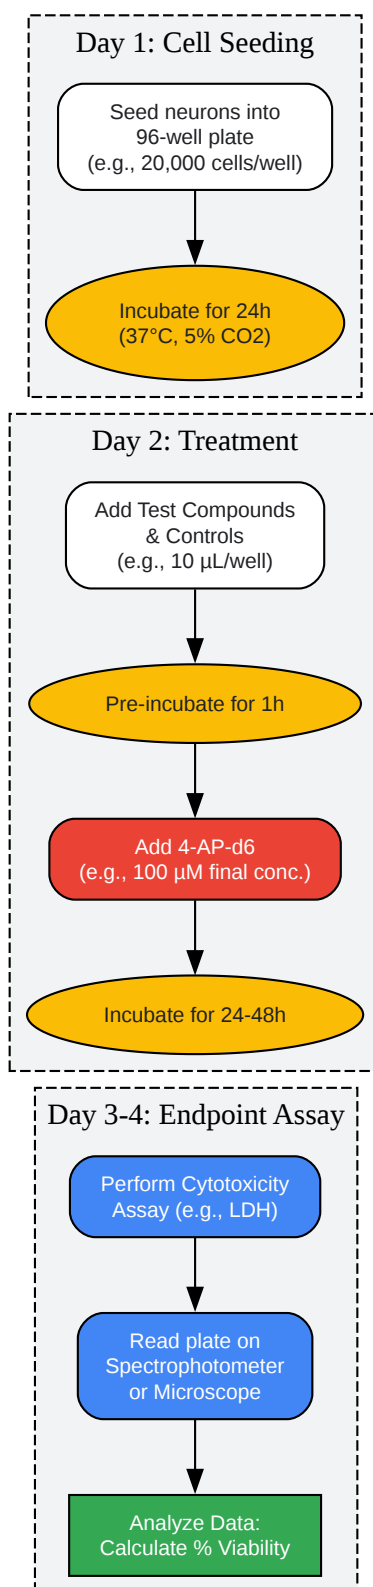 Day 1: Cell Seeding
Seed neurons into
96-well plate
(e.g., 20,000 cells/well)
Incubate for 24h
(37°C, 5% CO2)
Day 2: Treatment
Add Test Compounds
& Controls
(e.g., 10 µL/well)
Pre-incubate for 1h
Add 4-AP-d6
(e.g., 100 µM final conc.)
Incubate for 24-48h
Day 3-4: Endpoint Assay
Perform Cytotoxicity
Assay (e.g., LDH)
Read plate on
Spectrophotometer
or Microscope
Analyze Data:
Calculate % Viability